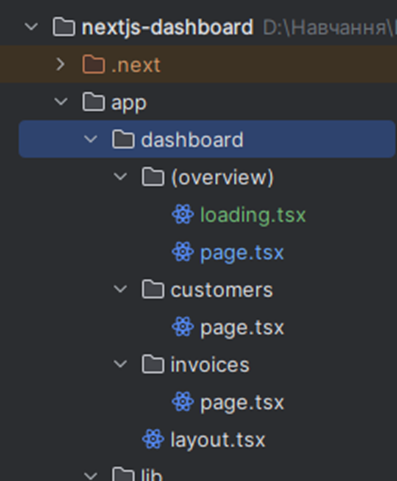 nextjs-dashboard D:\Навчання\
.next
app
dashboard
(overview)
loading.tsx
page.tsx
customers
page.tsx
invoices
page.tsx
layout.tsx
lib